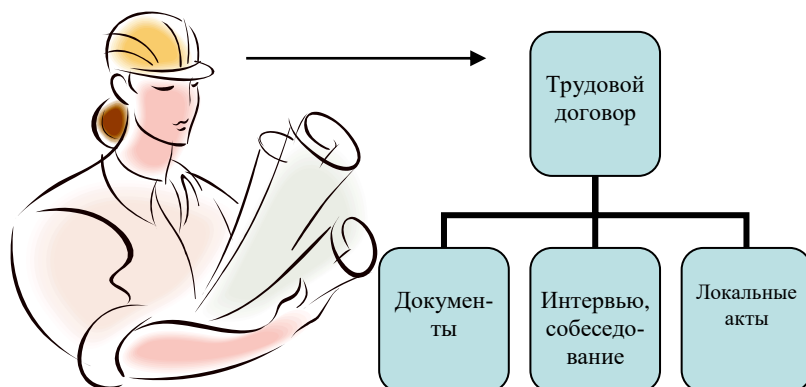 Трудовой
договор
Докумен-
ты
Интервью,
собеседо-
вание
Локальные
акты